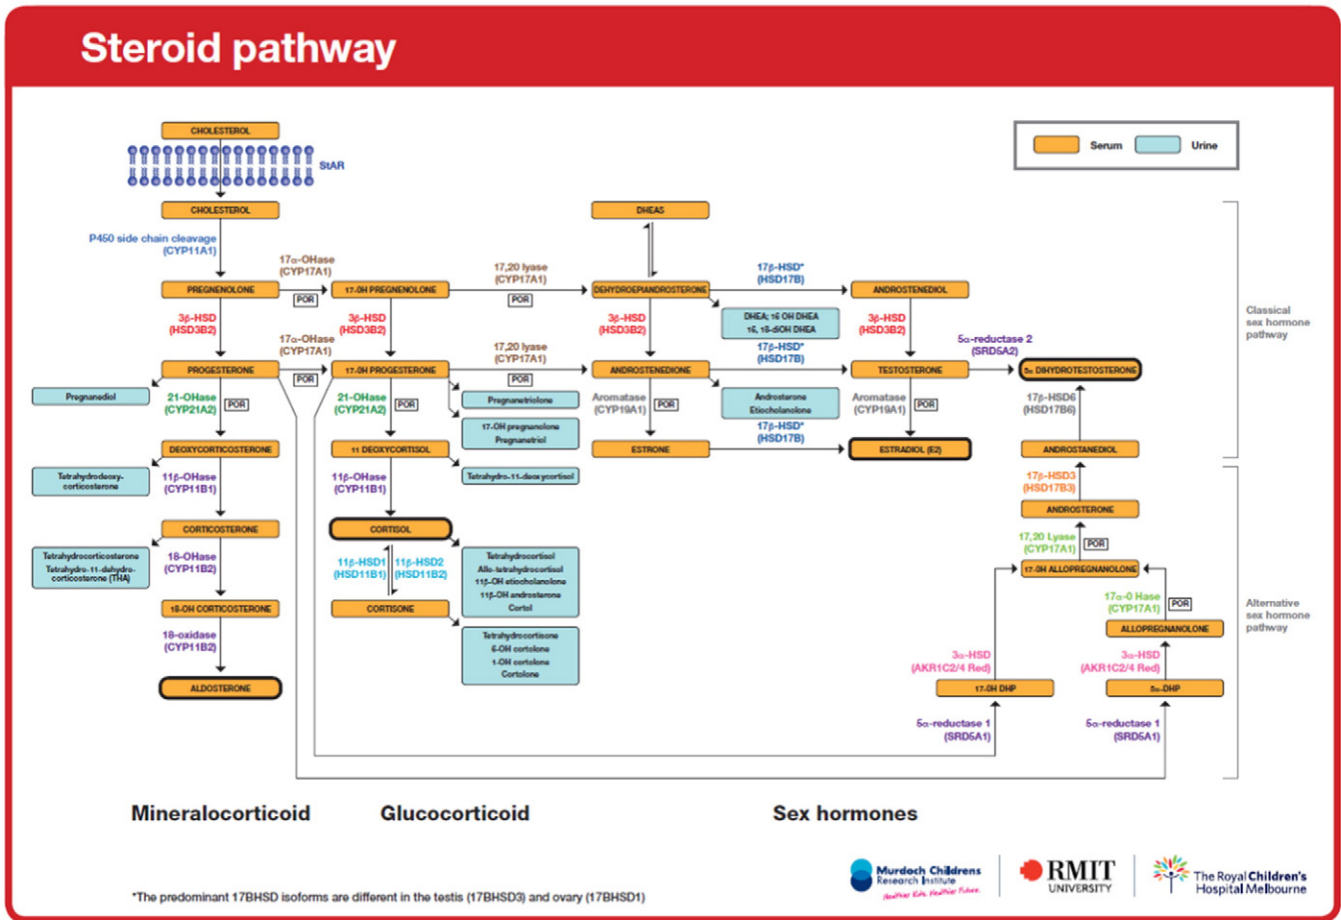 Steroid pathway
CHOLESTEROL
StAR
Serum
Urine
CHOLESTEROL
DHEAS
P450 side chain cleavage
(CYP11A1)
17α-OHase
(CYP17A1)
17,20 lyase
(CYP17A1)
17β-HSD*
(HSD17B)
PREGNENOLONE
POR
17-OH PREGNENOLONE
POR
DEHYDROEPIANDROSTERONE
ANDROSTENEDIOL
3β-HSD
(HSD3B2)
3β-HSD
(HSD3B2)
3β-HSD
(HSD3B2)
DHEA; 16 OH DHEA
16, 18-diOH DHEA
3β-HSD
(HSD3B2)
Classical
sex hormone
pathway
17α-OHase
(CYP17A1)
17,20 lyase
(CYP17A1)
17β-HSD*
(HSD17B)
5α-reductase 2
(SRD5A2)
PROGESTERONE
POR
17-OH PROGESTERONE
POR
ANDROSTENEDIONE
TESTOSTERONE
5α DIHYDROTESTOSTERONE
Pregnanediol
21-OHase
(CYP21A2)
POR
21-OHase
(CYP21A2)
POR
Pregnanetriolone
17-OH pregnanolone
Pregnanetriol
Aromatase
(CYP19A1)
POR
Androsterone
Etiocholanolone
Aromatase
(CYP19A1)
POR
17β-HSD6
(HSD17B6)
17β-HSD*
(HSD17B)
DEOXYCORTICOSTERONE
11 DEOXYCORTISOL
ESTRONE
ESTRADIOL (E2)
ANDROSTANEDIOL
Tetrahydrodeoxy-
corticosterone
11β-OHase
(CYP11B1)
11β-OHase
(CYP11B1)
Tetrahydro-11-deoxycortisol
17β-HSD3
(HSD17B3)
ANDROSTERONE
CORTICOSTERONE
CORTISOL
17,20 Lyase
(CYP17A1)
POR
Tetrahydrocorticosterone
Tetrahydro-11-dehydro-
corticosterone (THA)
18-OHase
(CYP11B2)
11β-HSD1
(HSD11B1)
11β-HSD2
(HSD11B2)
Tetrahydrocortisol
Allo-tetrahydrocortisol
11β-OH etiocholanolone
11β-OH androsterone
Cortol
17-OH ALLOPREGNANOLONE
17α-O Hase
(CYP17A1)
POR
18-OH CORTICOSTERONE
CORTISONE
Alternative
sex hormone
pathway
ALLOPREGNANOLONE
18-oxidase
(CYP11B2)
Tetrahydrocortisone
6-OH cortolone
1-OH cortolone
Cortolone
3α-HSD
(AKR1C2/4 Red)
3α-HSD
(AKR1C2/4 Red)
ALDOSTERONE
17-OH DHP
5α-DHP
5α-reductase 1
(SRD5A1)
5α-reductase 1
(SRD5A1)
Mineralocorticoid
Glucocorticoid
Sex hormones
Murdoch Childrens
Research Institute
Healthier Kids. Healthier Future.
RMIT
UNIVERSITY
The Royal Children's
Hospital Melbourne
*The predominant 17BHSD isoforms are different in the testis (17BHSD3) and ovary (17BHSD1)